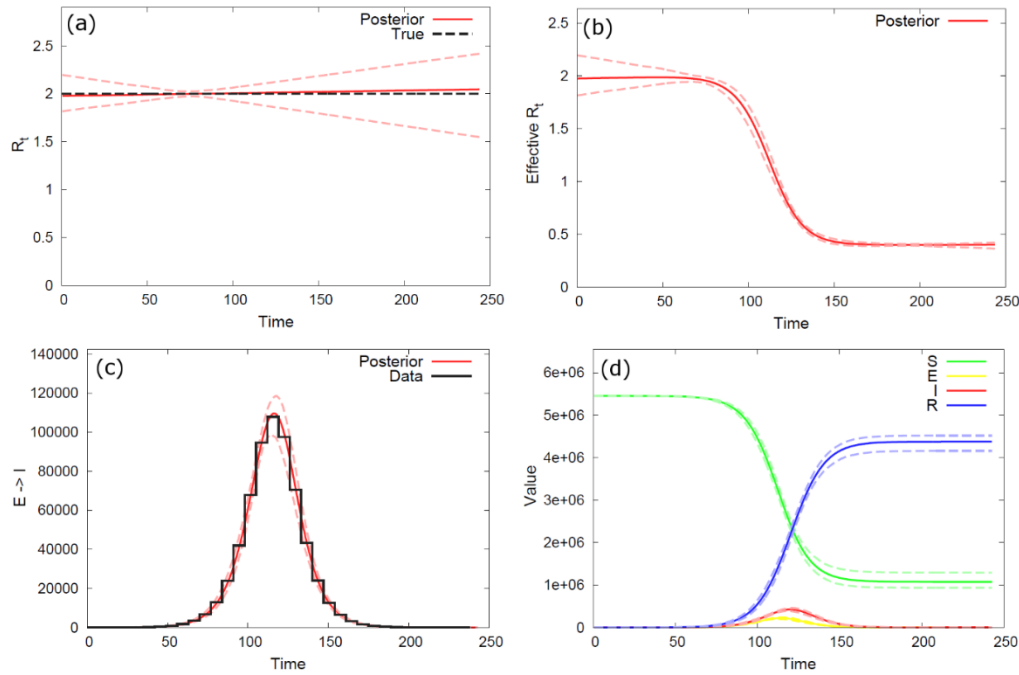 (a)
Posterior
True
2.5
2
1.5
1
0.5
0
R_t
0 50 100 150 200 250
Time
(b)
Posterior
2.5
2
1.5
1
0.5
0
Effective R_t
0 50 100 150 200 250
Time
(c)
Posterior
Data
140000
120000
100000
80000
60000
40000
20000
0
E -> I
0 50 100 150 200 250
Time
(d)
S
E
I
R
6e+06
5e+06
4e+06
3e+06
2e+06
1e+06
0
Value
0 50 100 150 200 250
Time